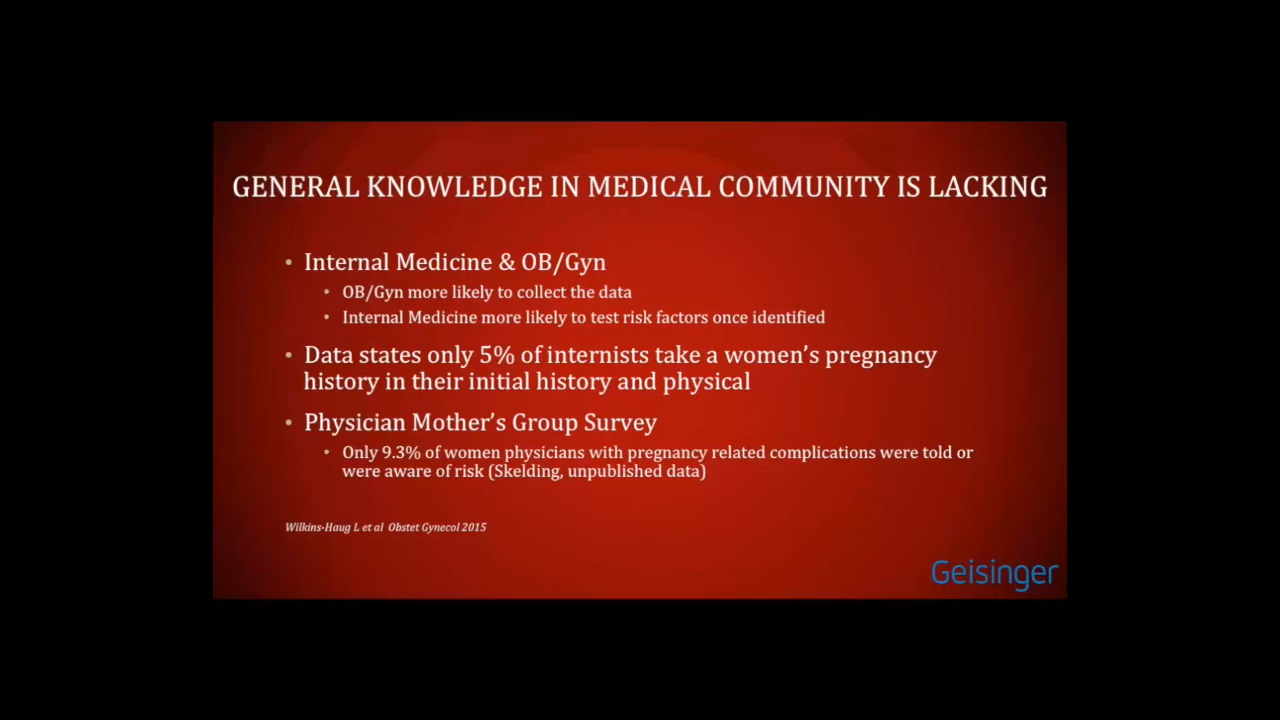 GENERAL KNOWLEDGE IN MEDICAL COMMUNITY IS LACKING
• Internal Medicine & OB/Gyn
• OB/Gyn more likely to collect the data
• Internal Medicine more likely to test risk factors once identified
• Data states only 5% of internists take a women's pregnancy
history in their initial history and physical
• Physician Mother's Group Survey
• Only 9.3% of women physicians with pregnancy related complications were told or
were aware of risk (Skelding, unpublished data)
Wilkins-Haug L et al Obstet Gynecol 2015
Geisinger